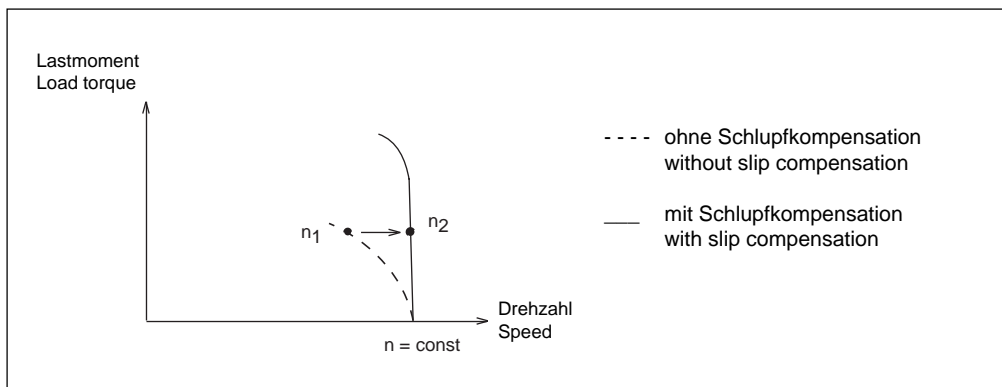 Lastmoment
Load torque
ohne Schlupfkompensation
without slip compensation
mit Schlupfkompensation
with slip compensation
n1
n2
Drehzahl
Speed
n = const